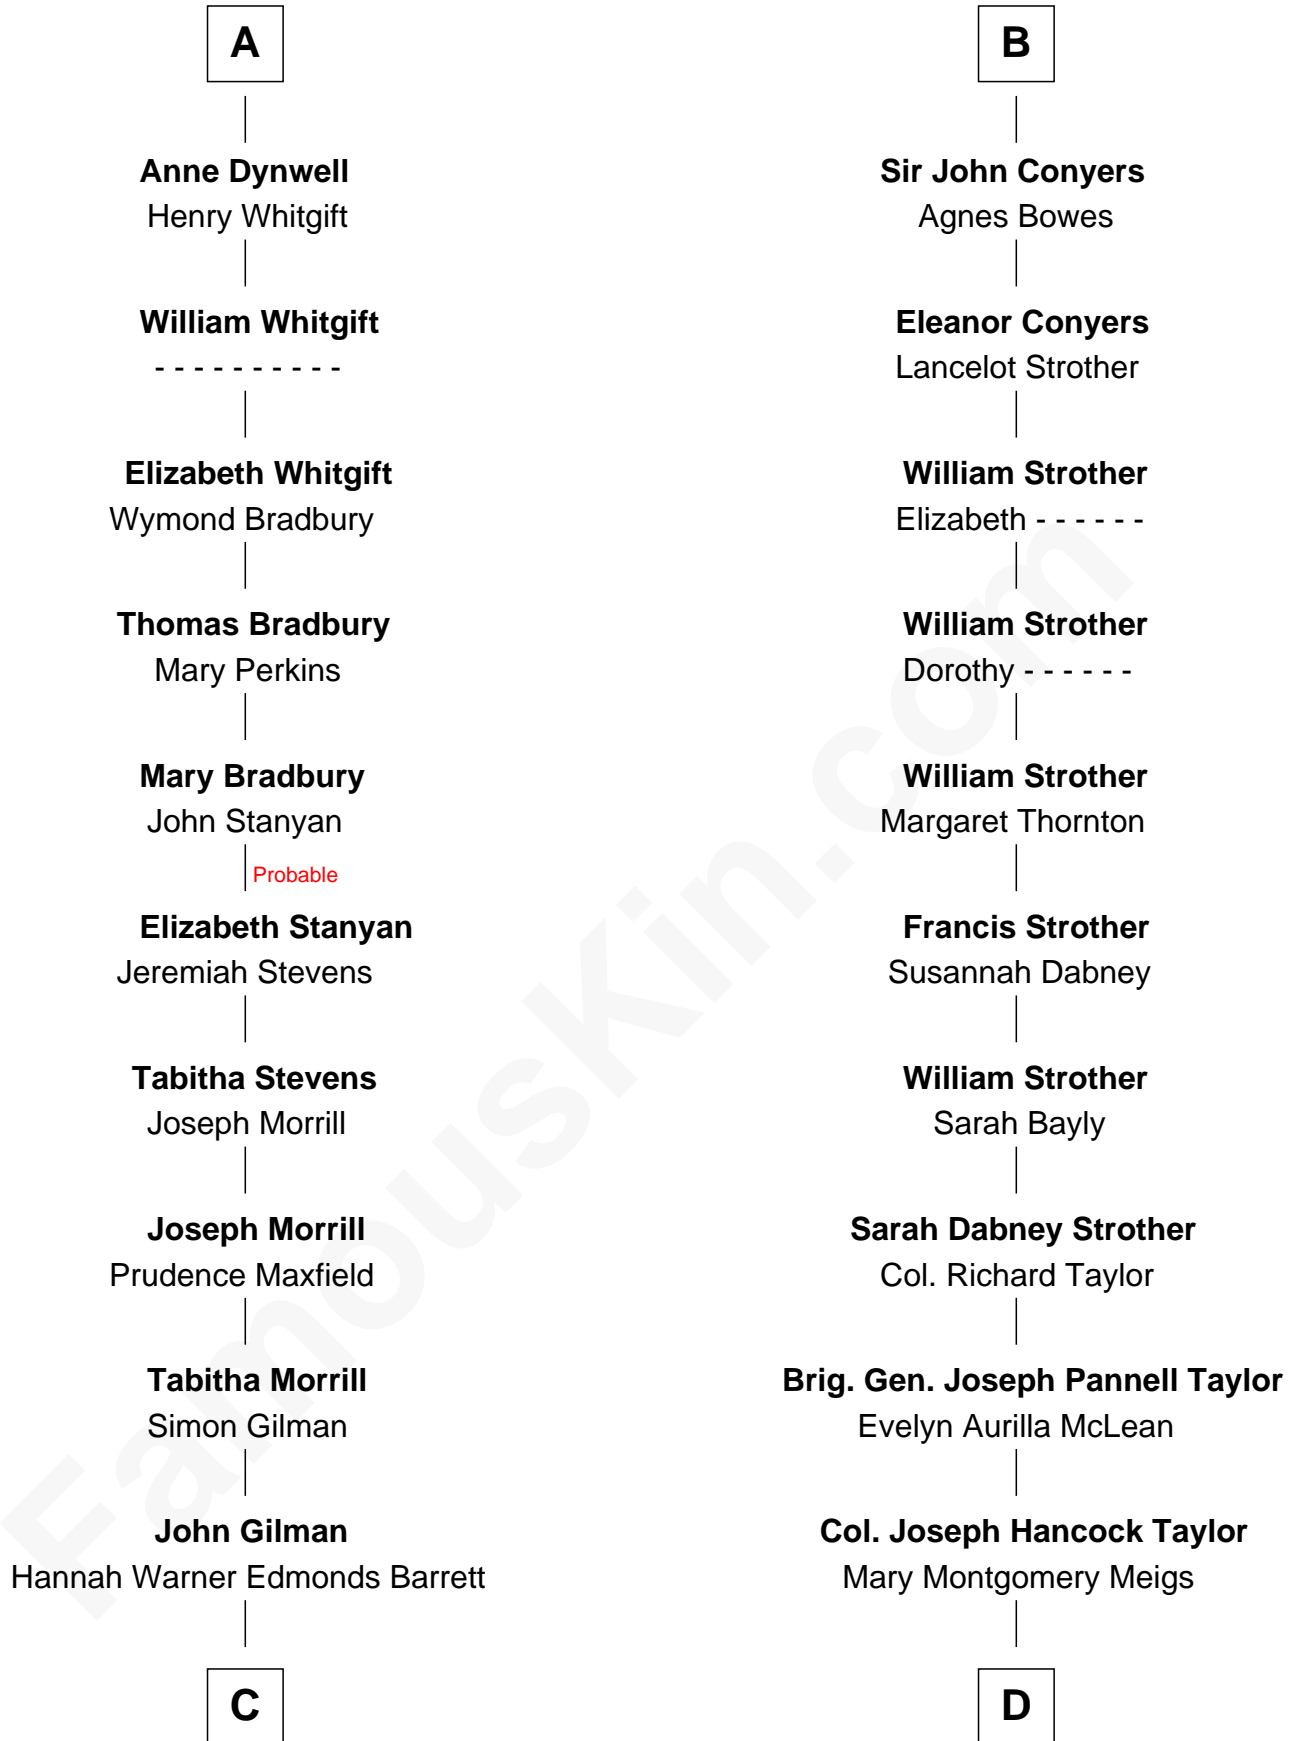 A
Anne Dynwell
Henry Whitgift
William Whitgift
- - - - - - - - - -
Elizabeth Whitgift
Wymond Bradbury
Thomas Bradbury
Mary Perkins
Mary Bradbury
John Stanyan
Probable
Elizabeth Stanyan
Jeremiah Stevens
Tabitha Stevens
Joseph Morrill
Joseph Morrill
Prudence Maxfield
Tabitha Morrill
Simon Gilman
John Gilman
Hannah Warner Edmonds Barrett
C
B
Sir John Conyers
Agnes Bowes
Eleanor Conyers
Lancelot Strother
William Strother
Elizabeth - - - - - -
William Strother
Dorothy - - - - - -
William Strother
Margaret Thornton
Francis Strother
Susannah Dabney
William Strother
Sarah Bayly
Sarah Dabney Strother
Col. Richard Taylor
Brig. Gen. Joseph Pannell Taylor
Evelyn Aurilla McLean
Col. Joseph Hancock Taylor
Mary Montgomery Meigs
D
FamousKin.com